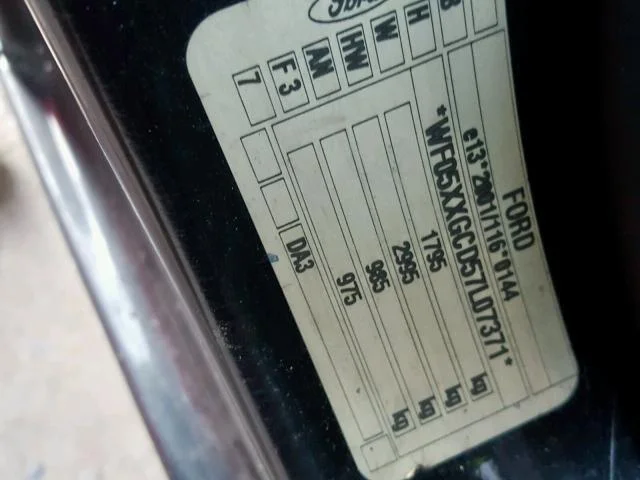 Ford
FORD
e13*2001/116*0144
*WF05XXGCD57L07371*
1795 kg
2995 kg
985 kg
975 kg
DA3
B
H
W
HW
AW
F 3
7